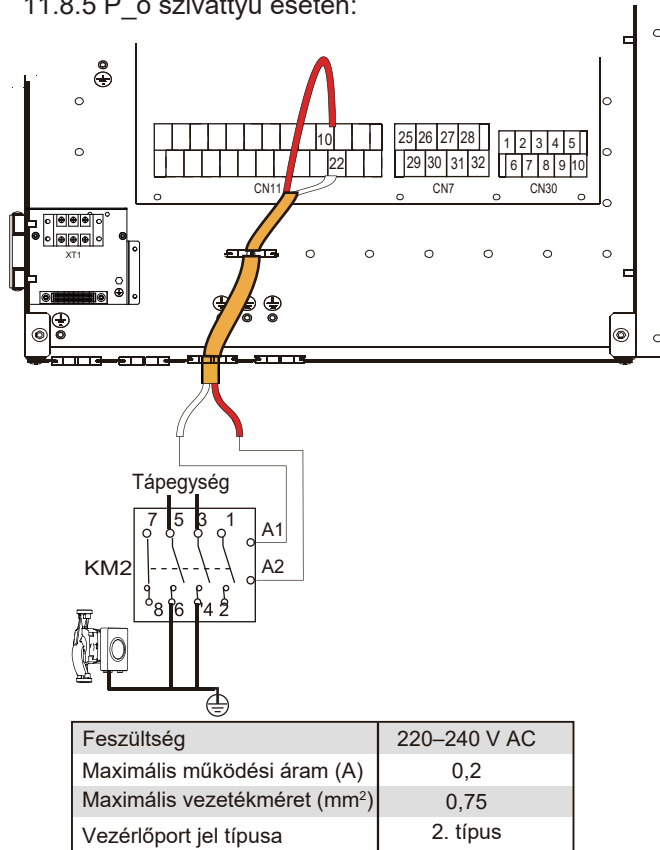 11.8.5 P_o szivattyú esetén:
10
25 26 27 28
1 2 3 4 5
22
29 30 31 32
6 7 8 9 10
CN11
CN7
CN30
XT1
Tápegység
7 5 3 1
A1
KM2
A2
8 6 4 2
Feszültség 220–240 V AC
Maximális működési áram (A) 0,2
Maximális vezetékméret (mm²) 0,75
Vezérlőport jel típusa 2. típus